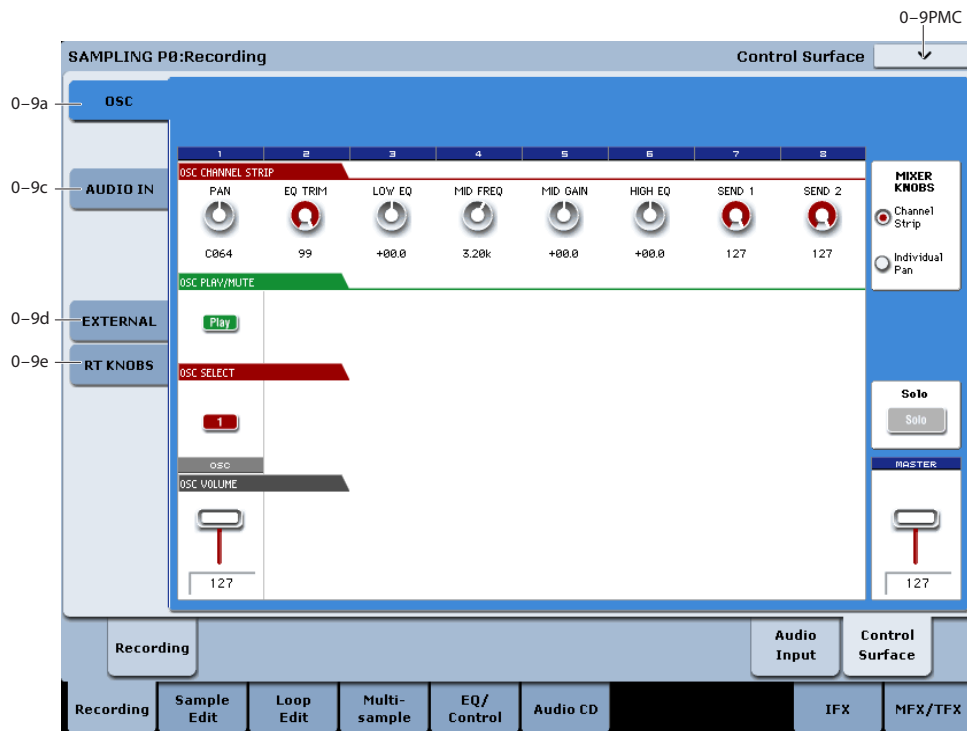 0–9PMC
SAMPLING P0:Recording
Control Surface
0–9a
OSC
1 2 3 4 5 6 7 8
OSC CHANNEL STRIP
PAN EQ TRIM LOW EQ MID FREQ MID GAIN HIGH EQ SEND 1 SEND 2
C064 99 +00.0 3.20k +00.0 +00.0 127 127
MIXER
KNOBS
Channel
Strip
Individual
Pan
0–9c
AUDIO IN
OSC PLAY/MUTE
Play
0–9d
EXTERNAL
0–9e
RT KNOBS
OSC SELECT
1
OSC
Solo
Solo
OSC VOLUME
127
MASTER
127
Recording
Audio
Input
Control
Surface
Recording
Sample
Edit
Loop
Edit
Multi-
sample
EQ/
Control
Audio CD
IFX
MFX/TFX